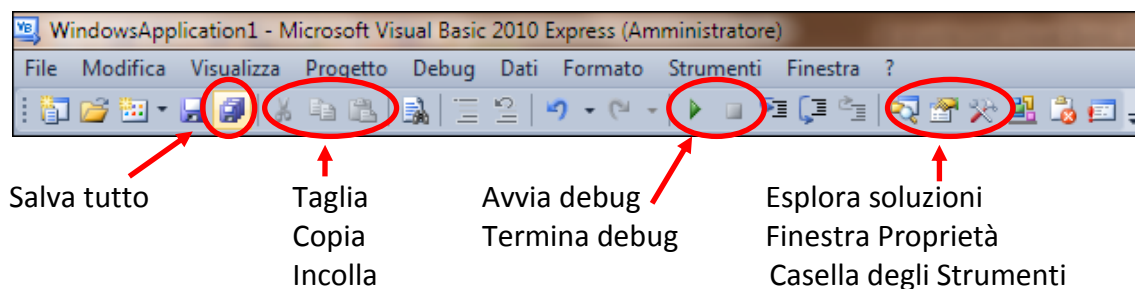 WindowsApplication1 - Microsoft Visual Basic 2010 Express (Amministratore)
File Modifica Visualizza Progetto Debug Dati Formato Strumenti Finestra ?
Salva tutto Taglia Avvia debug Esplora soluzioni
Copia Termina debug Finestra Proprietà
Incolla Casella degli Strumenti